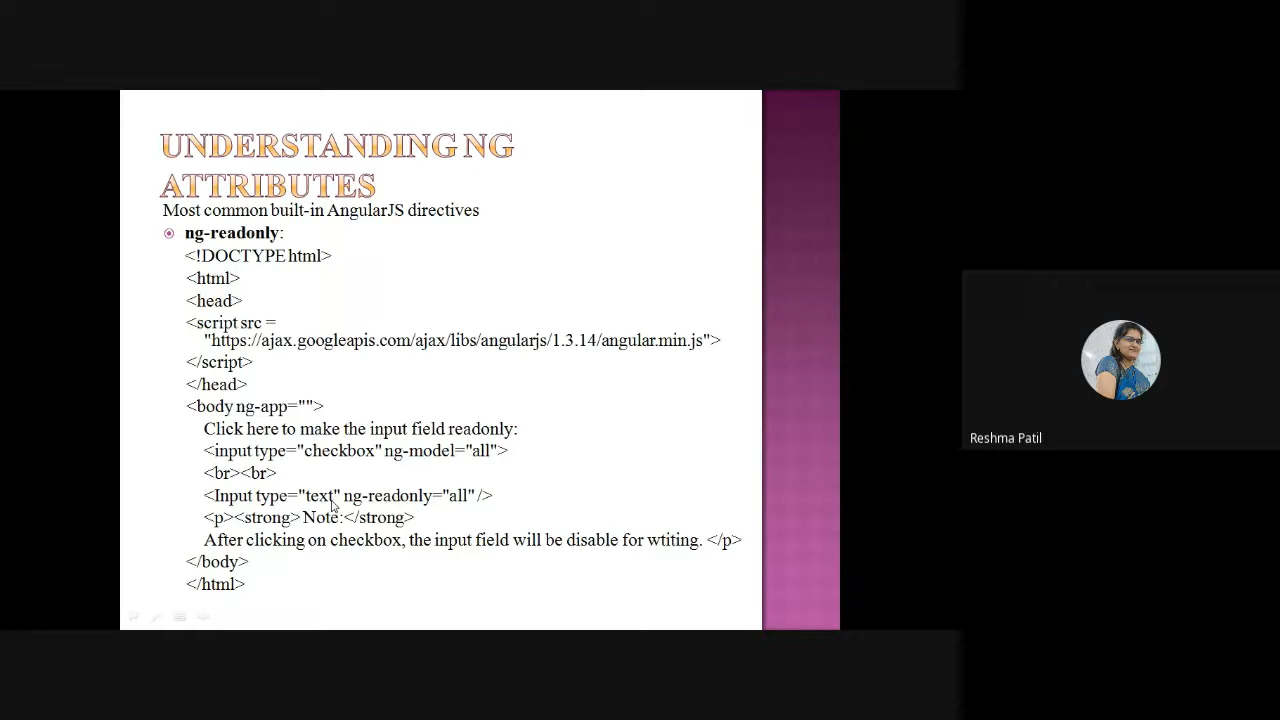 UNDERSTANDING NG
ATTRIBUTES
Most common built-in AngularJS directives
ng-readonly:
<!DOCTYPE html>
<html>
<head>
<script src =
"https://ajax.googleapis.com/ajax/libs/angularjs/1.3.14/angular.min.js">
</script>
</head>
<body ng-app="">
Click here to make the input field readonly:
<input type="checkbox" ng-model="all">
<br><br>
<Input type="text" ng-readonly="all" />
<p><strong> Note:</strong>
After clicking on checkbox, the input field will be disable for wtiting. </p>
</body>
</html>
Reshma Patil